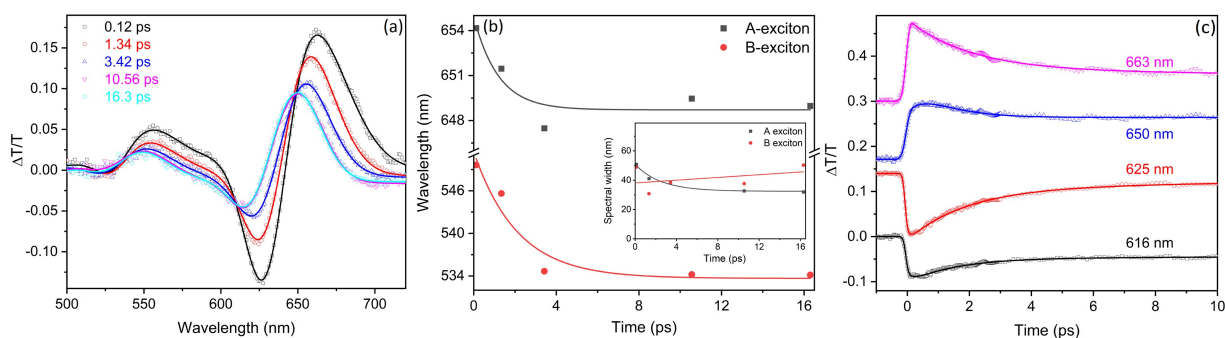 (a)
0.12 ps
1.34 ps
3.42 ps
10.56 ps
16.3 ps
0.15
0.10
0.05
0.00
-0.05
-0.10
ΔT/T
500 550 600 650 700
Wavelength (nm)
(b)
A-exciton
B-exciton
654
651
648
546
540
534
Wavelength (nm)
0 2 4 6 8 10 12 14 16
Time (ps)
A exciton
B exciton
60
40
20
0
Spectral width (nm)
0 4 8 12 16
Time (ps)
(c)
663 nm
650 nm
625 nm
616 nm
0.4
0.3
0.2
0.1
0.0
-0.1
ΔT/T
0 2 4 6 8 10
Time (ps)